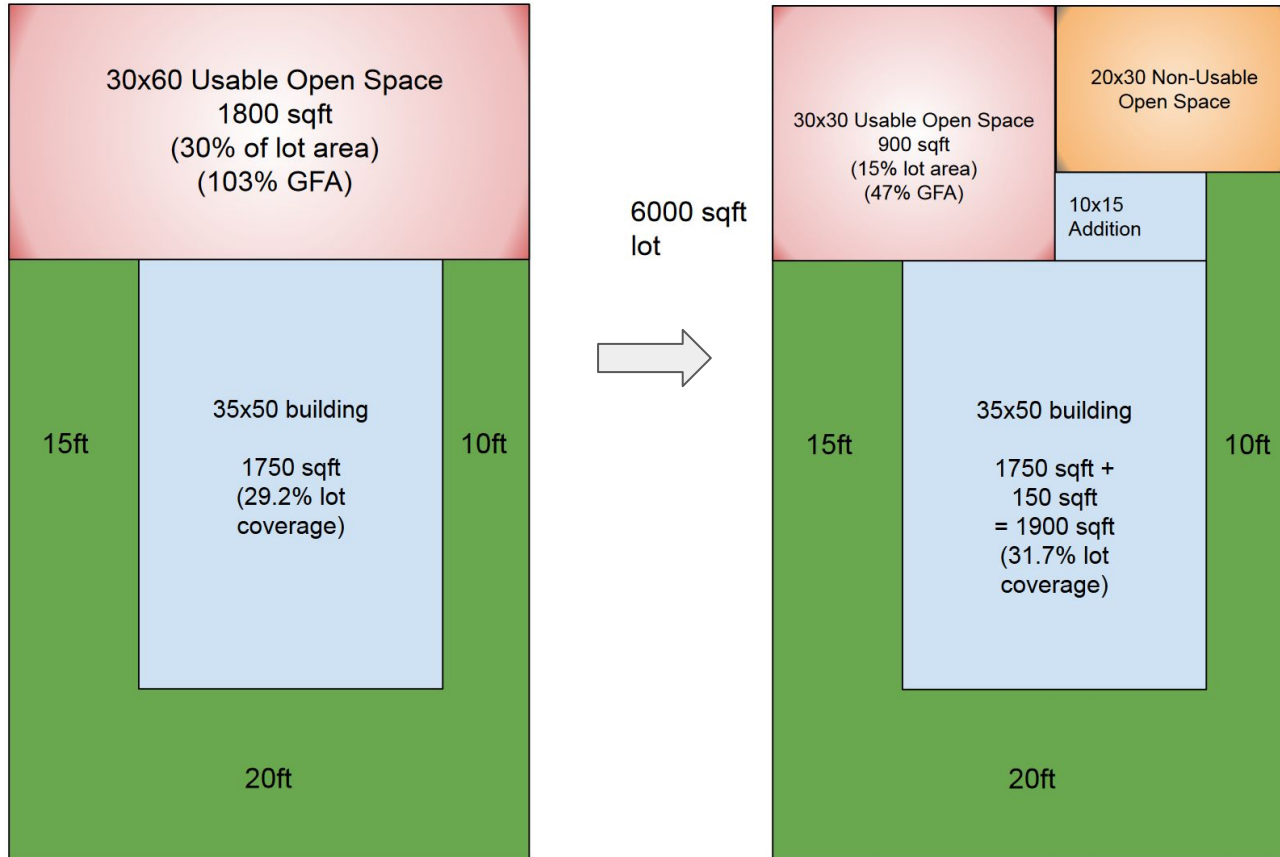 30x60 Usable Open Space
1800 sqft
(30% of lot area)
(103% GFA)
15ft
35x50 building
1750 sqft
(29.2% lot
coverage)
10ft
20ft
6000 sqft
lot
30x30 Usable Open Space
900 sqft
(15% lot area)
(47% GFA)
20x30 Non-Usable
Open Space
10x15
Addition
15ft
35x50 building
1750 sqft +
150 sqft
= 1900 sqft
(31.7% lot
coverage)
10ft
20ft